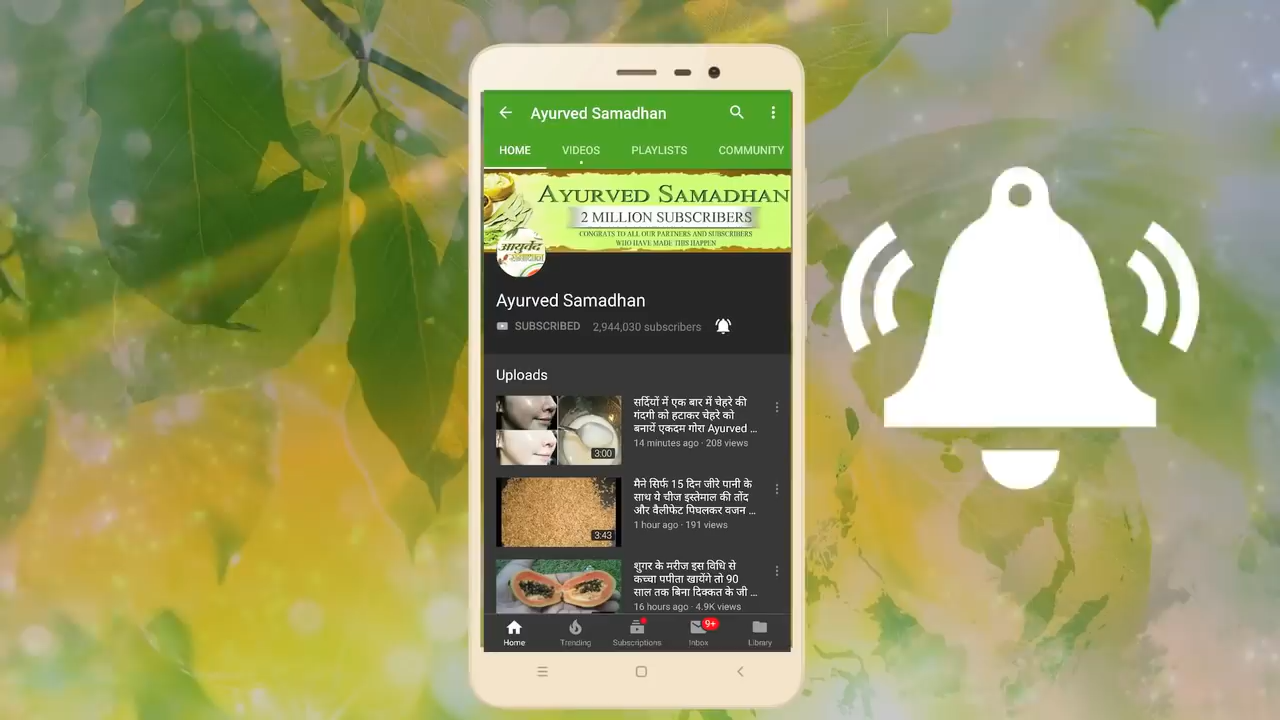 Ayurved Samadhan
HOME VIDEOS PLAYLISTS COMMUNITY
AYURVED SAMADHAN
2 MILLION SUBSCRIBERS
CONGRATS TO ALL OUR PARTNERS AND SUBSCRIBERS
WHO HAVE MADE THIS HAPPEN
आयुर्वेद
समाधान
Ayurved Samadhan
SUBSCRIBED 2,944,030 subscribers
Uploads
सर्दियों में एक बार में चेहरे की
गंदगी को हटाकर चेहरे को
बनायें एकदम गोरा Ayurved ...
14 minutes ago · 208 views
3:00
मैने सिर्फ 15 दिन जीरे पानी के
साथ ये चीज इस्तेमाल की तोंद
और वैलीफेट पिघलकर वजन ...
1 hour ago · 191 views
3:43
शुगर के मरीज इस विधि से
कच्चा पपीता खायेंगे तो 90
साल तक बिना दिक्कत के जी ...
16 hours ago · 4.9K views
9+
Home Trending Subscriptions Inbox Library